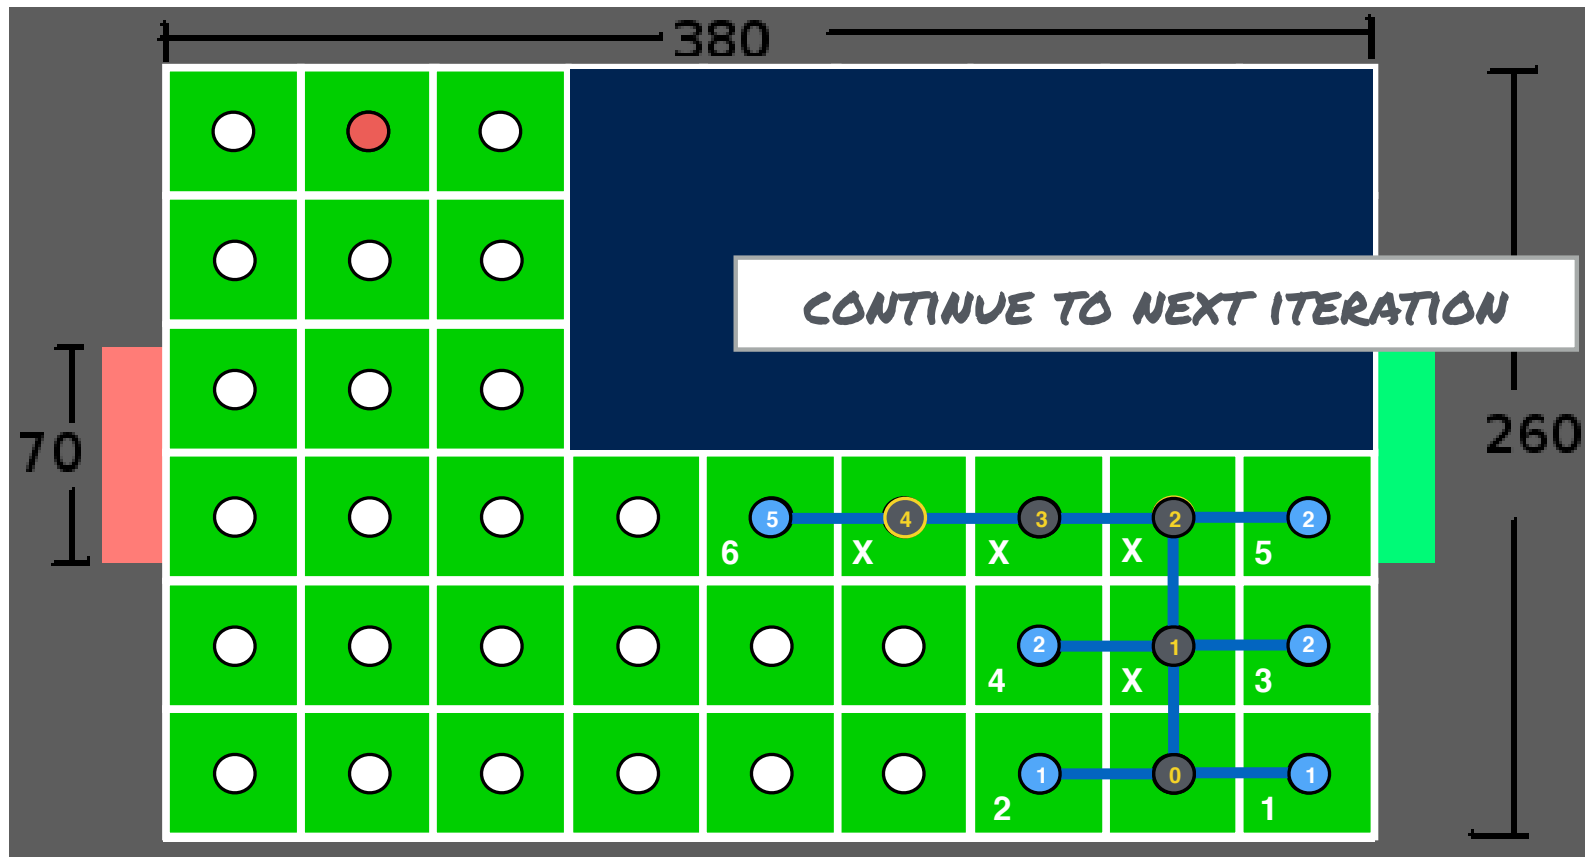 380
CONTINUE TO NEXT ITERATION
70
260
5 4 3 2 2
6 X X X 5
2 1 2
4 X 3
1 0 1
2 1